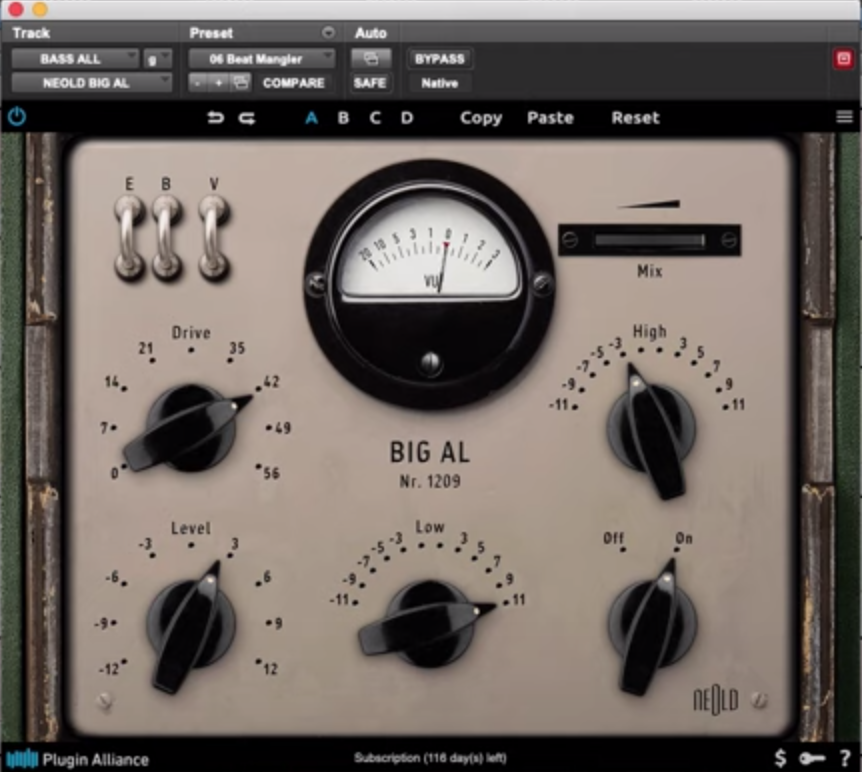 Track Preset Auto
BASS ALL g 06 Beat Mangler BYPASS
NEOLD BIG AL - + COMPARE SAFE Native
A B C D Copy Paste Reset
E B V
20 10 5 3 1 0 1 2 3
VU
Mix
Drive
0 7 14 21 35 42 49 56
High
-11 -9 -7 -5 -3 3 5 7 9 11
BIG AL
Nr. 1209
Level
-12 -9 -6 -3 3 6 9 12
Low
-11 -9 -7 -5 -3 3 5 7 9 11
Off On
NEOLD
Plugin Alliance Subscription (116 day(s) left) $ ?